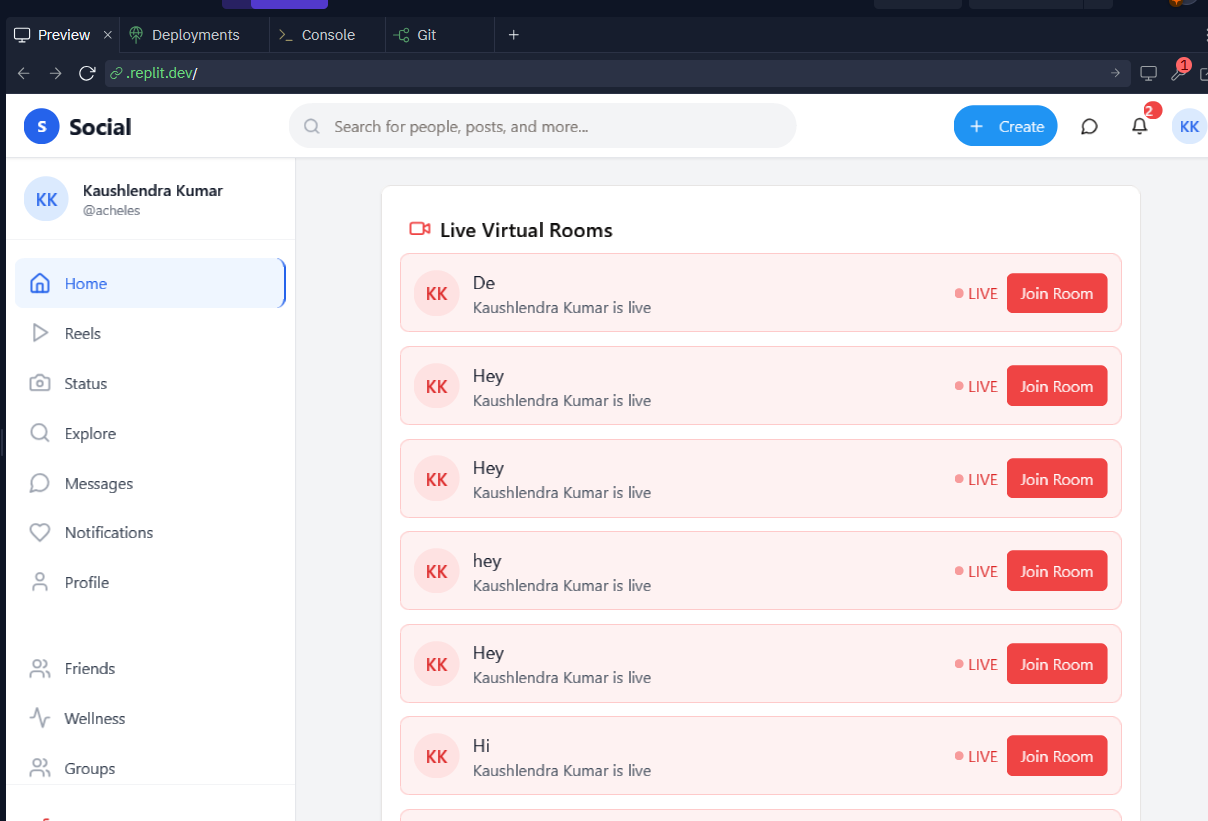 Preview
Deployments
Console
Git
.replit.dev/
1
S
Social
Search for people, posts, and more...
Create
2
KK
KK
Kaushlendra Kumar
@acheles
Home
Reels
Status
Explore
Messages
Notifications
Profile
Friends
Wellness
Groups
Live Virtual Rooms
KK
De
Kaushlendra Kumar is live
LIVE
Join Room
KK
Hey
Kaushlendra Kumar is live
LIVE
Join Room
KK
Hey
Kaushlendra Kumar is live
LIVE
Join Room
KK
hey
Kaushlendra Kumar is live
LIVE
Join Room
KK
Hey
Kaushlendra Kumar is live
LIVE
Join Room
KK
Hi
Kaushlendra Kumar is live
LIVE
Join Room